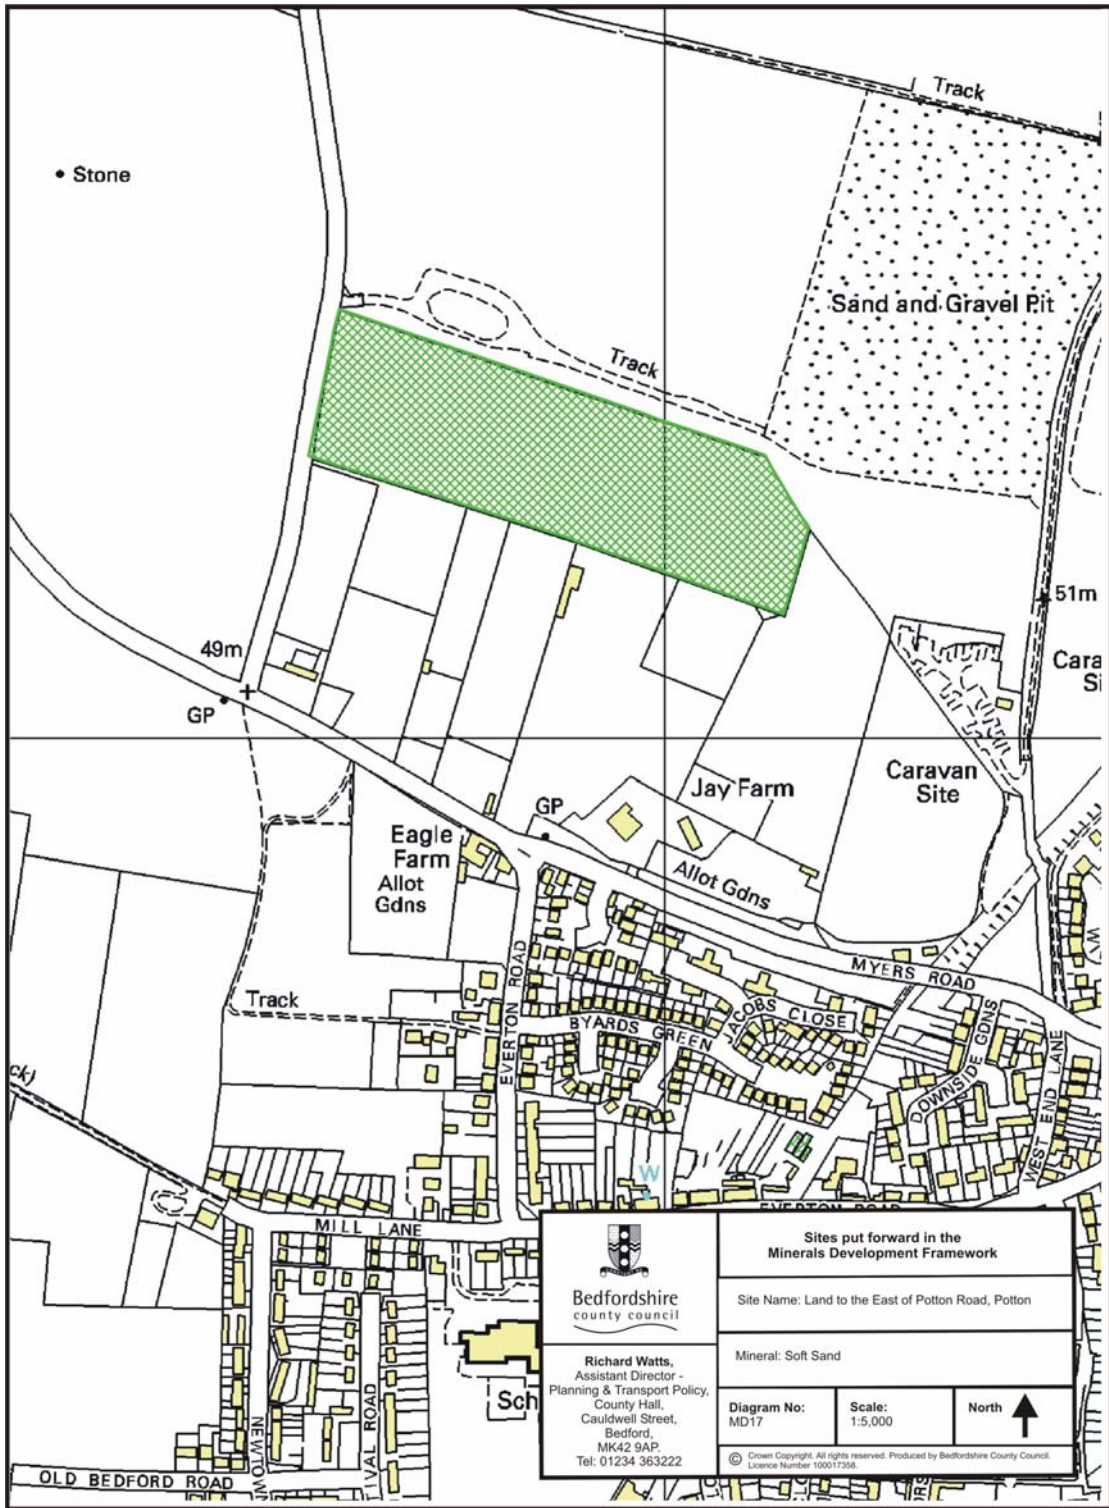 Track
Stone
Sand and Gravel Pit
Track
51m
49m
GP
Caravan
Site
Jay Farm
GP
Eagle
Farm
Allot
Gdns
Allot Gdns
MYERS ROAD
Track
EVERTON ROAD
BYARDS GREEN
JACOBS CLOSE
DOWNSIDE GDNS
WEST END LANE
W
MILL LANE
EVERTON ROAD
NEWTOWN
IVAL ROAD
OLD BEDFORD ROAD
Sch
Bedfordshire
county council
Richard Watts,
Assistant Director -
Planning & Transport Policy,
County Hall,
Cauldwell Street,
Bedford,
MK42 9AP.
Tel: 01234 363222
Sites put forward in the
Minerals Development Framework
Site Name: Land to the East of Potton Road, Potton
Mineral: Soft Sand
Diagram No:
MD17
Scale:
1:5,000
North
© Crown Copyright. All rights reserved. Produced by Bedfordshire County Council.
Licence Number 100017358.